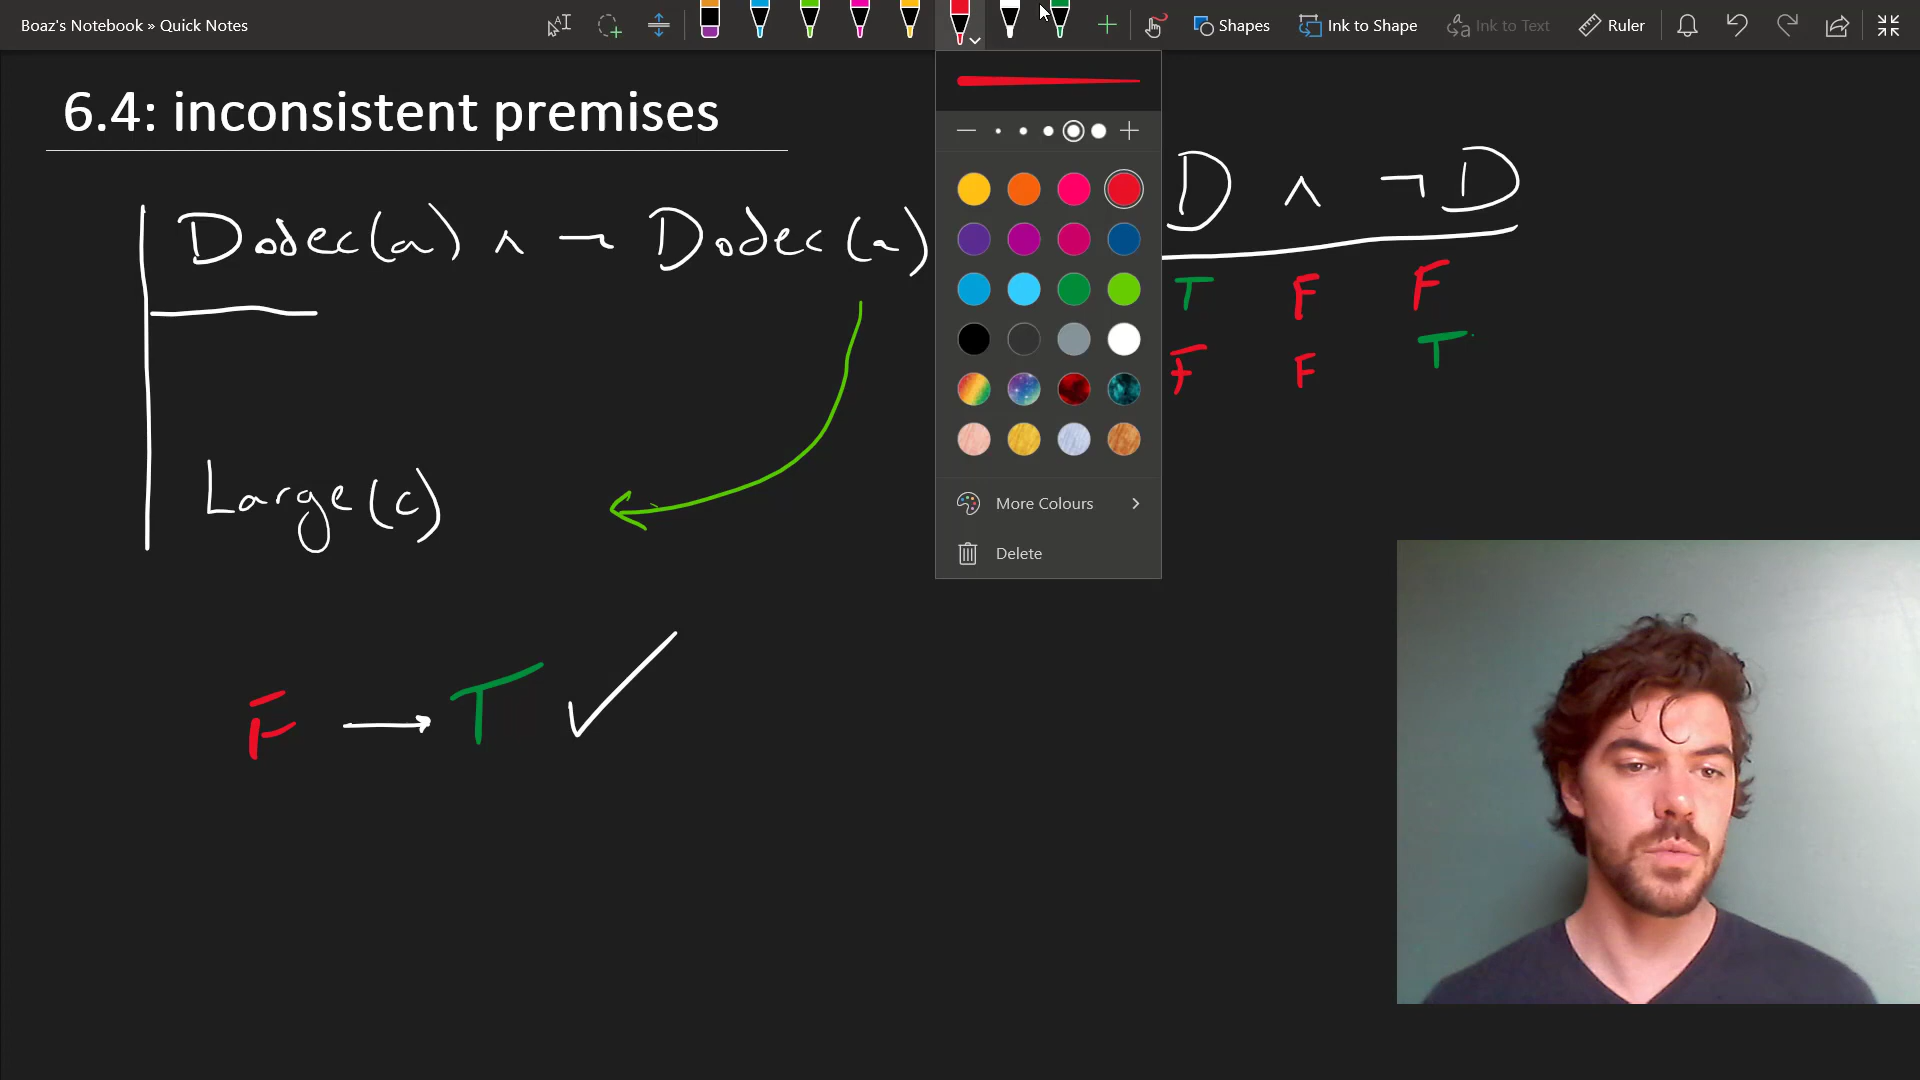 Boaz's Notebook » Quick Notes
Shapes
Ink to Shape
Ink to Text
Ruler
6.4: inconsistent premises
Dodec(a) ∧ ¬ Dodec(a)
D ∧ ¬ D
T F F
F F T
Large(c)
More Colours
Delete
F → T ✓